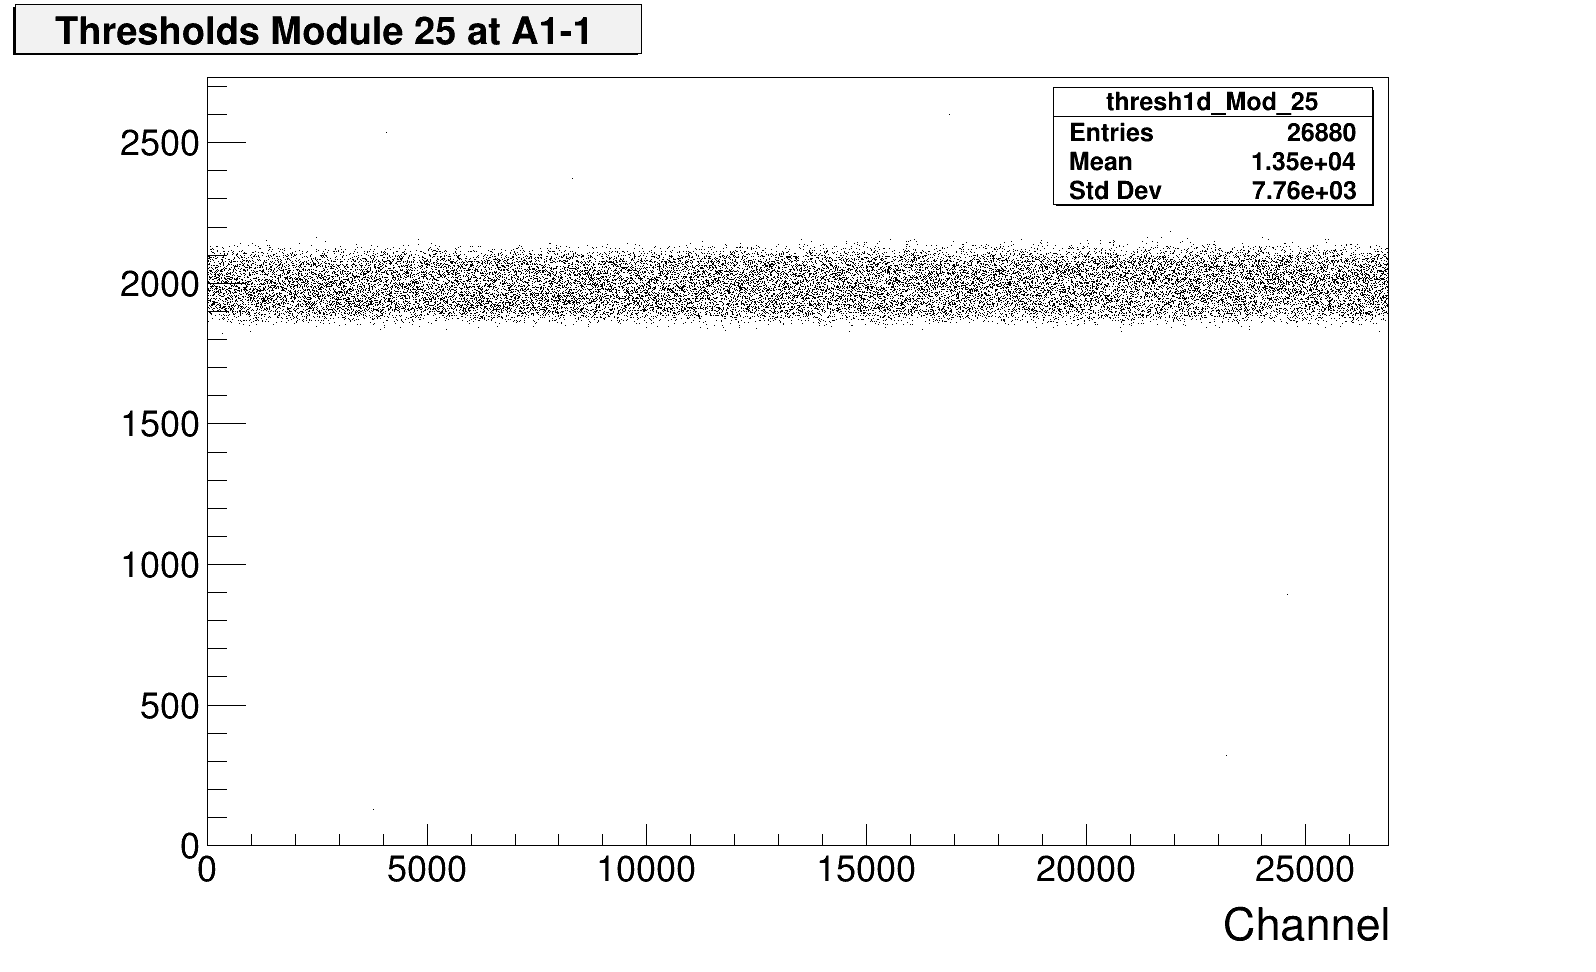 Thresholds Module 25 at A1-1
thresh1d_Mod_25
Entries 26880
Mean 1.35e+04
Std Dev 7.76e+03
2500
2000
1500
1000
500
0
0 5000 10000 15000 20000 25000
Channel